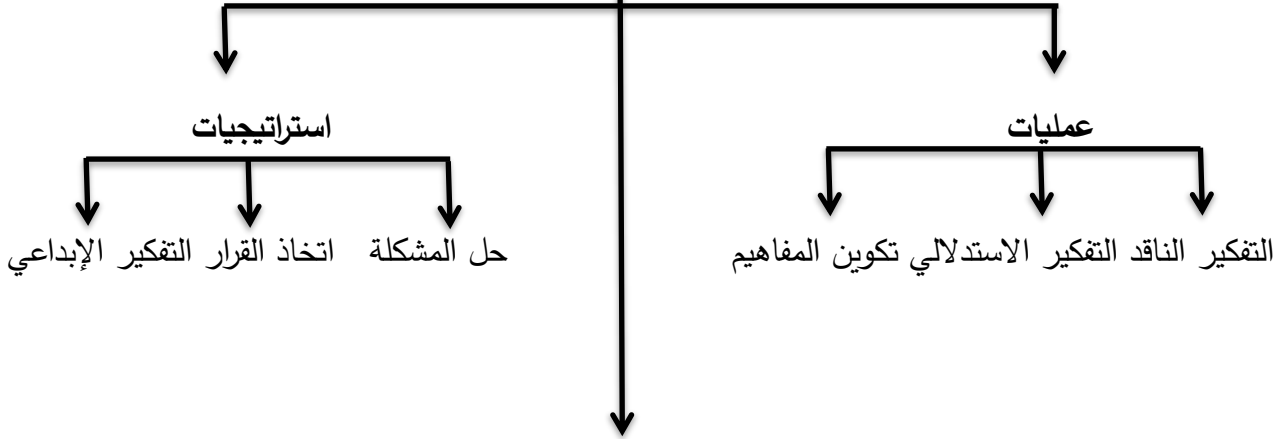 عمليات
استراتيجيات
التفكير الناقد التفكير الاستدلالي تكوين المفاهيم
حل المشكلة اتخاذ القرار التفكير الإبداعي